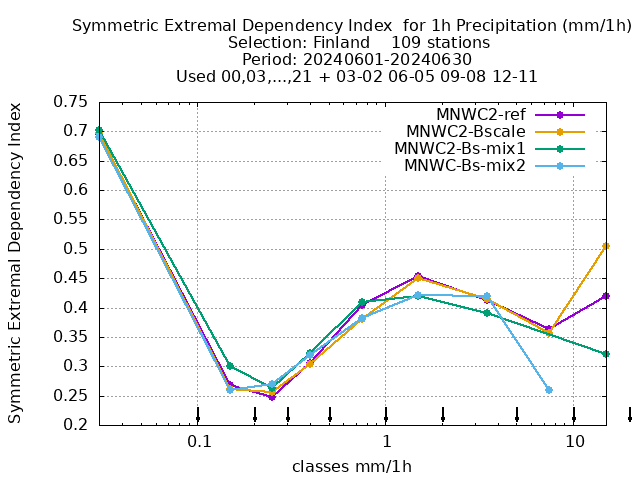 Symmetric Extremal Dependency Index  for 1h Precipitation (mm/1h)
Selection: Finland    109 stations
Period: 20240601-20240630
Used 00,03,...,21 + 03-02 06-05 09-08 12-11
Symmetric Extremal Dependency Index
0.75
0.7
0.65
0.6
0.55
0.5
0.45
0.4
0.35
0.3
0.25
0.2
MNWC2-ref
MNWC2-Bscale
MNWC2-Bs-mix1
MNWC-Bs-mix2
0.1
1
10
classes mm/1h